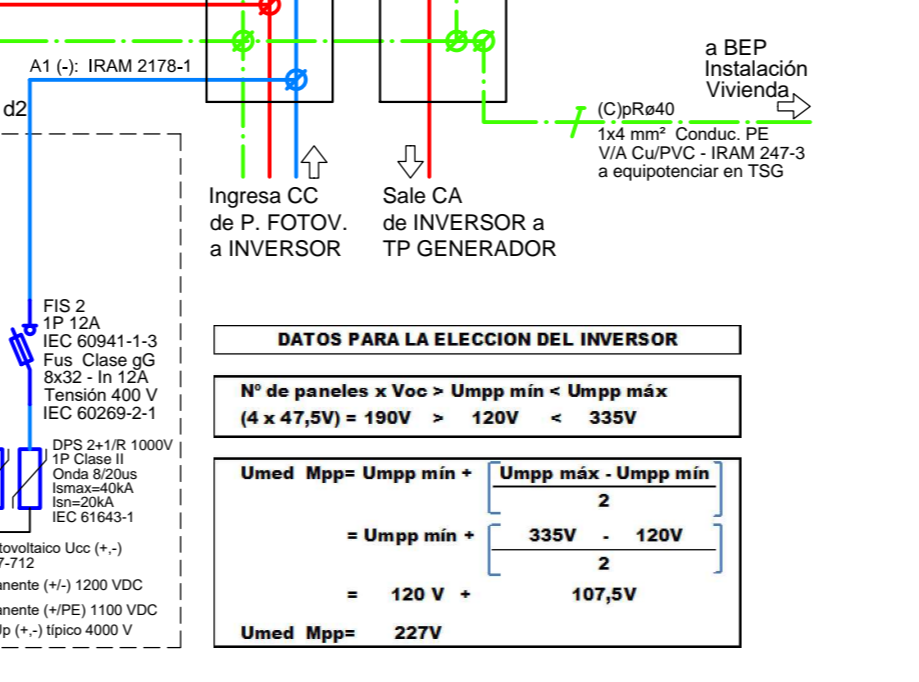 A1 (-): IRAM 2178-1
d2
a BEP
Instalación
Vivienda
(C)pRø40
1x4 mm² Conduc. PE
V/A Cu/PVC - IRAM 247-3
a equipotenciar en TSG
Ingresa CC
de P. FOTOV.
a INVERSOR
Sale CA
de INVERSOR a
TP GENERADOR
FIS 2
1P 12A
IEC 60941-1-3
Fus Clase gG
8x32 - In 12A
Tensión 400 V
IEC 60269-2-1
DPS 2+1/R 1000V
1P Clase II
Onda 8/20us
Ismax=40kA
Isn=20kA
IEC 61643-1
tovoltaico Ucc (+,-)
7-712
anente (+/-) 1200 VDC
anente (+/PE) 1100 VDC
Up (+,-) típico 4000 V
DATOS PARA LA ELECCION DEL INVERSOR
Nº de paneles x Voc > Umpp mín < Umpp máx
(4 x 47,5V) = 190V > 120V < 335V
Umed Mpp= Umpp mín + [Umpp máx - Umpp mín
2]
= Umpp mín + [335V - 120V
2]
= 120 V + 107,5V
Umed Mpp= 227V